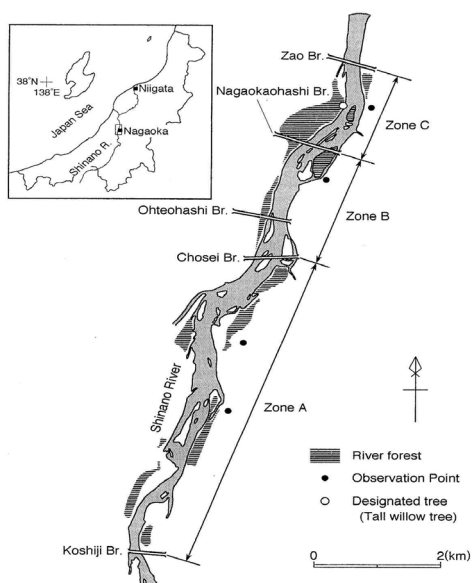 Zao Br.
38°N
138°E
Niigata
Nagaokaohashi Br.
Japan Sea
Nagaoka
Shinano R.
Zone C
Ohteohashi Br.
Zone B
Chosei Br.
Shinano River
Zone A
River forest
Observation Point
Designated tree
(Tall willow tree)
Koshiji Br.
0
2(km)